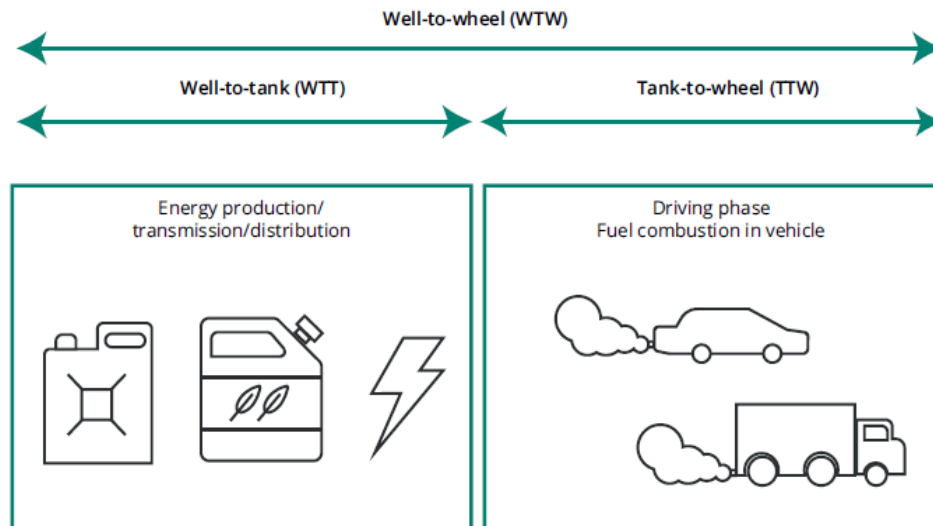 Well-to-wheel (WTW)
Well-to-tank (WTT)
Tank-to-wheel (TTW)
Energy production/
transmission/distribution
Driving phase
Fuel combustion in vehicle